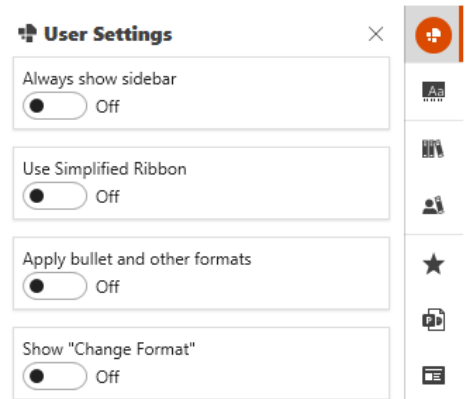 User Settings
Always show sidebar
Off
Aa
Use Simplified Ribbon
Off
Apply bullet and other formats
Off
Show "Change Format"
Off